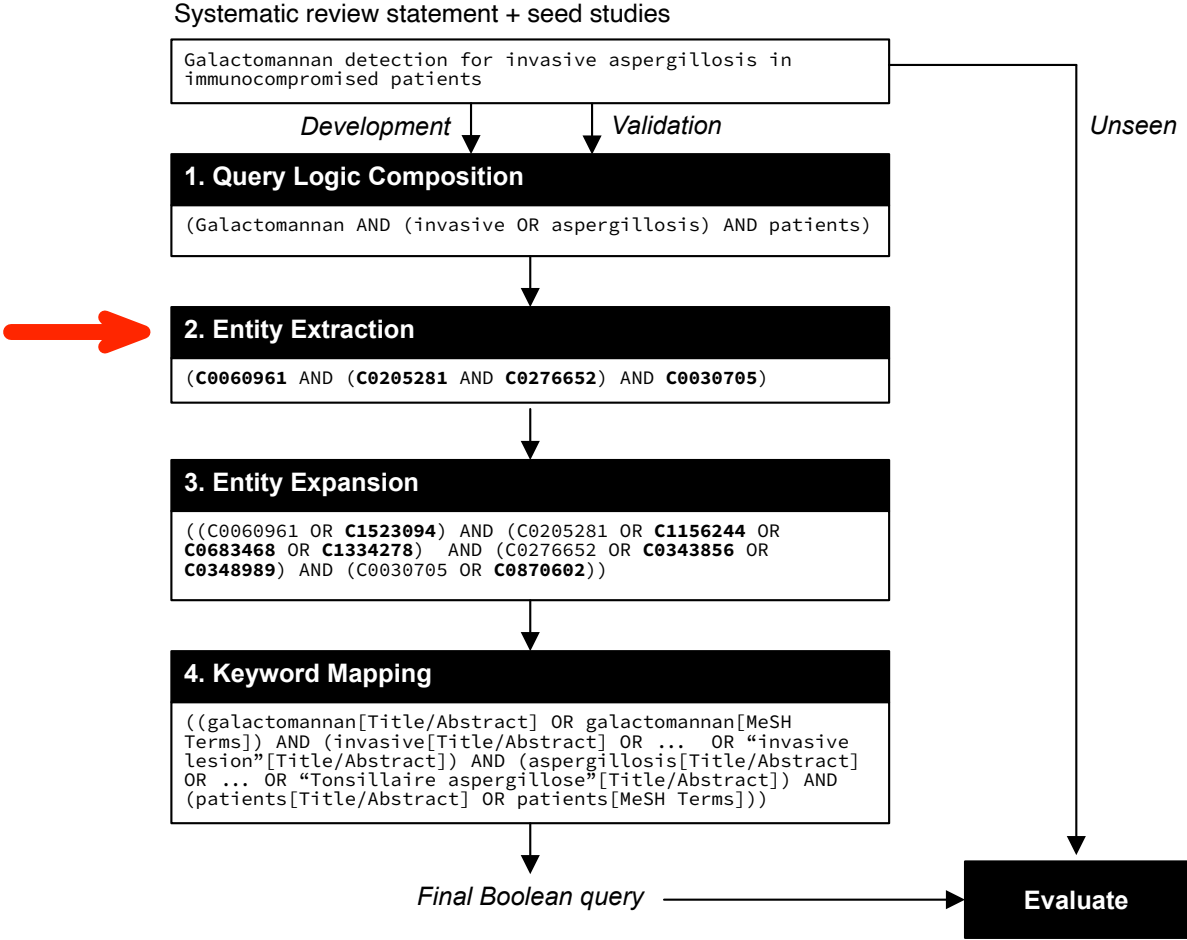 Systematic review statement + seed studies
Galactomannan detection for invasive aspergillosis in
immunocompromised patients
Development
Validation
Unseen
1. Query Logic Composition
(Galactomannan AND (invasive OR aspergillosis) AND patients)
2. Entity Extraction
(C0060961 AND (C0205281 AND C0276652) AND C0030705)
3. Entity Expansion
((C0060961 OR C1523094) AND (C0205281 OR C1156244 OR
C0683468 OR C1334278)  AND (C0276652 OR C0343856 OR
C0348989) AND (C0030705 OR C0870602))
4. Keyword Mapping
((galactomannan[Title/Abstract] OR galactomannan[MeSH
Terms]) AND (invasive[Title/Abstract] OR ...  OR “invasive
lesion”[Title/Abstract]) AND (aspergillosis[Title/Abstract]
OR ... OR “Tonsillaire aspergillose”[Title/Abstract]) AND
(patients[Title/Abstract] OR patients[MeSH Terms]))
Final Boolean query
Evaluate